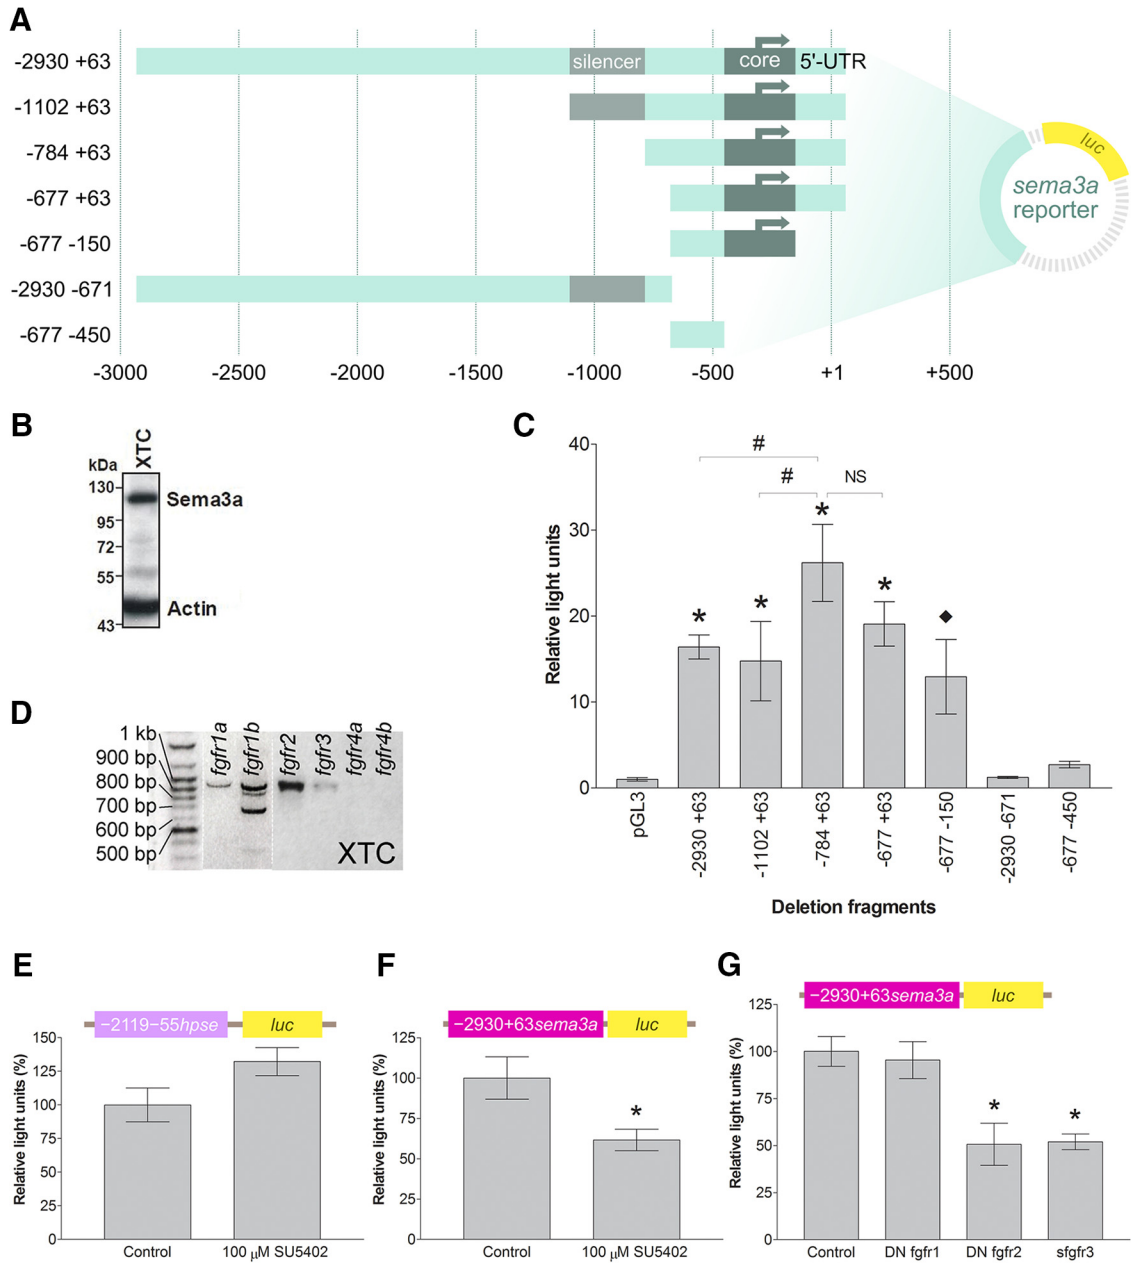 A
-2930 +63
silencer
core
5'-UTR
-1102 +63
-784 +63
-677 +63
-677 -150
-2930 -671
-677 -450
luc
sema3a
reporter
-3000
-2500
-2000
-1500
-1000
-500
+1
+500
B
XTC
kDa
130
95
72
55
43
Sema3a
Actin
C
Relative light units
40
30
20
10
0
#
#
NS
*
*
*
*
◆
pGL3
-2930 +63
-1102 +63
-784 +63
-677 +63
-677 -150
-2930 -671
-677 -450
Deletion fragments
D
1 kb
900 bp
800 bp
700 bp
600 bp
500 bp
fgfr1a
fgfr1b
fgfr2
fgfr3
fgfr4a
fgfr4b
XTC
E
−2119−55hpse
luc
Relative light units (%)
150
125
100
75
50
25
0
Control
100 µM SU5402
F
−2930+63sema3a
luc
Relative light units (%)
125
100
75
50
25
0
*
Control
100 µM SU5402
G
−2930+63sema3a
luc
Relative light units (%)
125
100
75
50
25
0
*
*
Control
DN fgfr1
DN fgfr2
sfgfr3